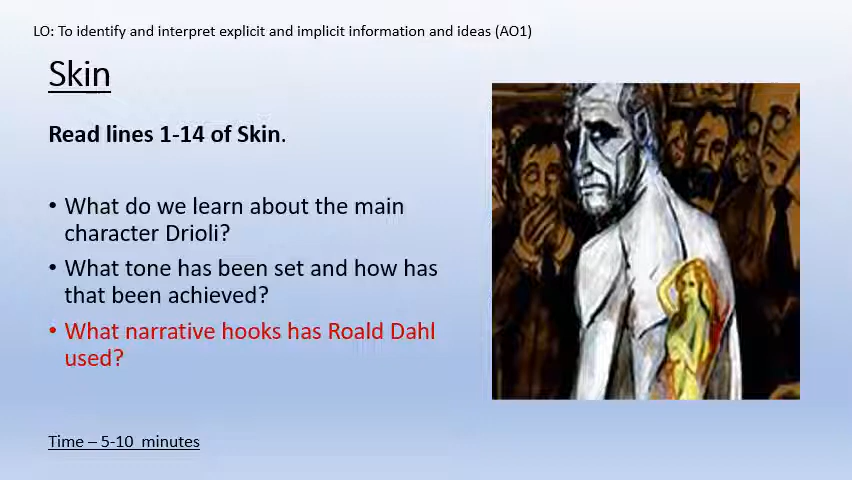 LO: To identify and interpret explicit and implicit information and ideas (AO1)
Skin
Read lines 1-14 of Skin.
• What do we learn about the main
character Drioli?
• What tone has been set and how has
that been achieved?
• What narrative hooks has Roald Dahl
used?
Time – 5-10 minutes